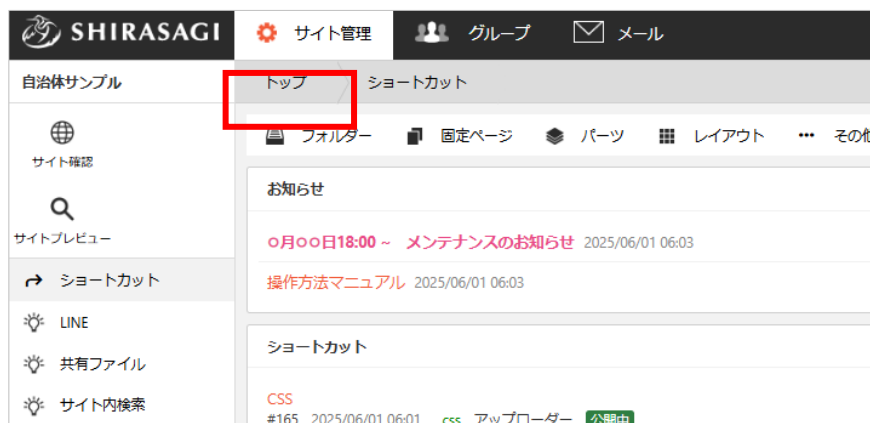 SHIRASAGI サイト管理 グループ メール
自治体サンプル
トップ ショートカット
サイト確認
フォルダー 固定ページ パーツ レイアウト ••• その他
サイトプレビュー
お知らせ
○月○○日18:00 ~ メンテナンスのお知らせ 2025/06/01 06:03
操作方法マニュアル 2025/06/01 06:03
ショートカット
LINE
共有ファイル
サイト内検索
ショートカット
CSS
#165 2025/06/01 06:01 css アップローダー 公開中